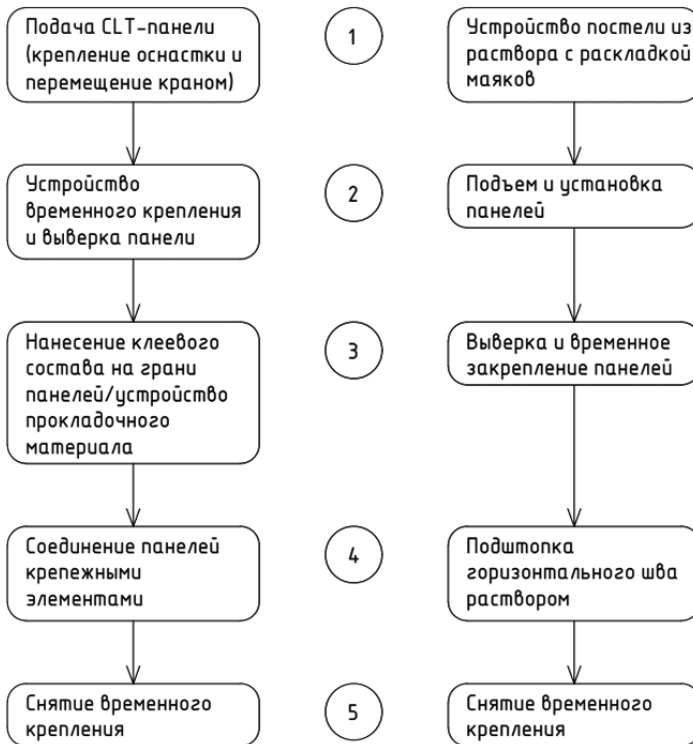 Подача CLT-панели
(крепление оснастки и
перемещение краном)
1
Устройство постели из
раствора с раскладкой
маяков
Устройство
временного крепления
и выверка панели
2
Подъем и установка
панелей
Нанесение клеевого
состава на грани
панелей/устройство
прокладочного
материала
3
Выверка и временное
закрепление панелей
Соединение панелей
крепежными
элементами
4
Подштопка
горизонтального шва
раствором
Снятие временного
крепления
5
Снятие временного
крепления